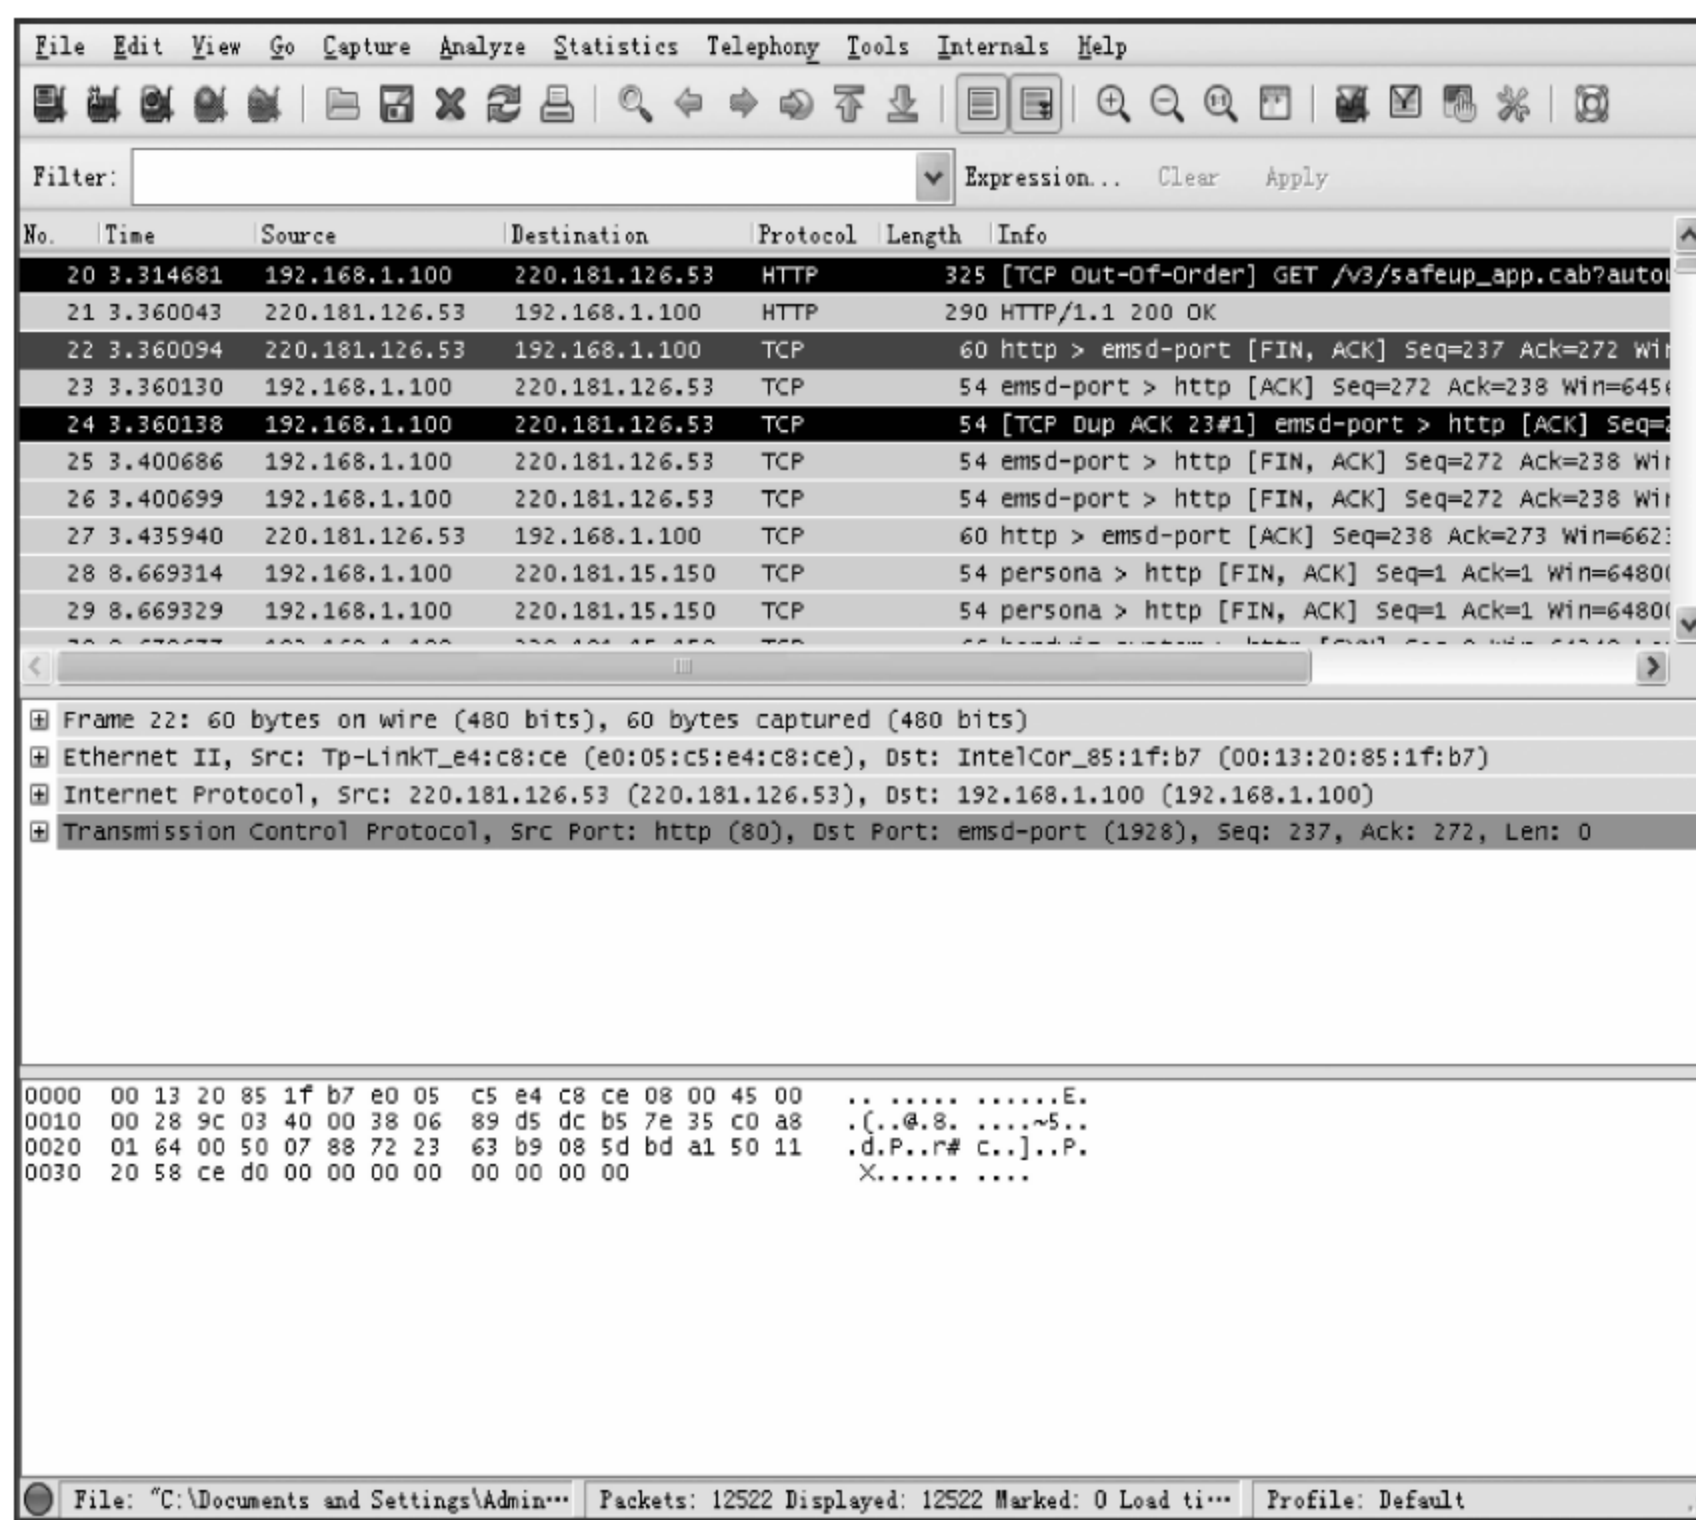 File Edit View Go Capture Analyze Statistics Telephony Tools Internals Help
Filter: Expression... Clear Apply
No. Time Source Destination Protocol Length Info
20 3.314681 192.168.1.100 220.181.126.53 HTTP 325 [TCP Out-Of-Order] GET /v3/safeup_app.cab?autou
21 3.360043 220.181.126.53 192.168.1.100 HTTP 290 HTTP/1.1 200 OK
22 3.360094 220.181.126.53 192.168.1.100 TCP 60 http > emsd-port [FIN, ACK] Seq=237 Ack=272 Wir
23 3.360130 192.168.1.100 220.181.126.53 TCP 54 emsd-port > http [ACK] Seq=272 Ack=238 Win=6456
24 3.360138 192.168.1.100 220.181.126.53 TCP 54 [TCP Dup ACK 23#1] emsd-port > http [ACK] Seq=2
25 3.400686 192.168.1.100 220.181.126.53 TCP 54 emsd-port > http [FIN, ACK] Seq=272 Ack=238 Wir
26 3.400699 192.168.1.100 220.181.126.53 TCP 54 emsd-port > http [FIN, ACK] Seq=272 Ack=238 Wir
27 3.435940 220.181.126.53 192.168.1.100 TCP 60 http > emsd-port [ACK] Seq=238 Ack=273 Win=662
28 8.669314 192.168.1.100 220.181.15.150 TCP 54 persona > http [FIN, ACK] Seq=1 Ack=1 Win=6480
29 8.669329 192.168.1.100 220.181.15.150 TCP 54 persona > http [FIN, ACK] Seq=1 Ack=1 Win=6480
Frame 22: 60 bytes on wire (480 bits), 60 bytes captured (480 bits)
Ethernet II, Src: Tp-LinkT_e4:c8:ce (e0:05:c5:e4:c8:ce), Dst: IntelCor_85:1f:b7 (00:13:20:85:1f:b7)
Internet Protocol, Src: 220.181.126.53 (220.181.126.53), Dst: 192.168.1.100 (192.168.1.100)
Transmission Control Protocol, Src Port: http (80), Dst Port: emsd-port (1928), Seq: 237, Ack: 272, Len: 0
0000 00 13 20 85 1f b7 e0 05 c5 e4 c8 ce 08 00 45 00 .. ..... ......E.
0010 00 28 9c 03 40 00 38 06 89 d5 dc b5 7e 35 c0 a8 .(..@.8. ....~5..
0020 01 64 00 50 07 88 72 23 63 b9 08 5d bd a1 50 11 .d.P..r# c..]..P.
0030 20 58 ce d0 00 00 00 00 00 00 00 00 X...... ....
File: "C:\Documents and Settings\Admin··· Packets: 12522 Displayed: 12522 Marked: 0 Load ti··· Profile: Default